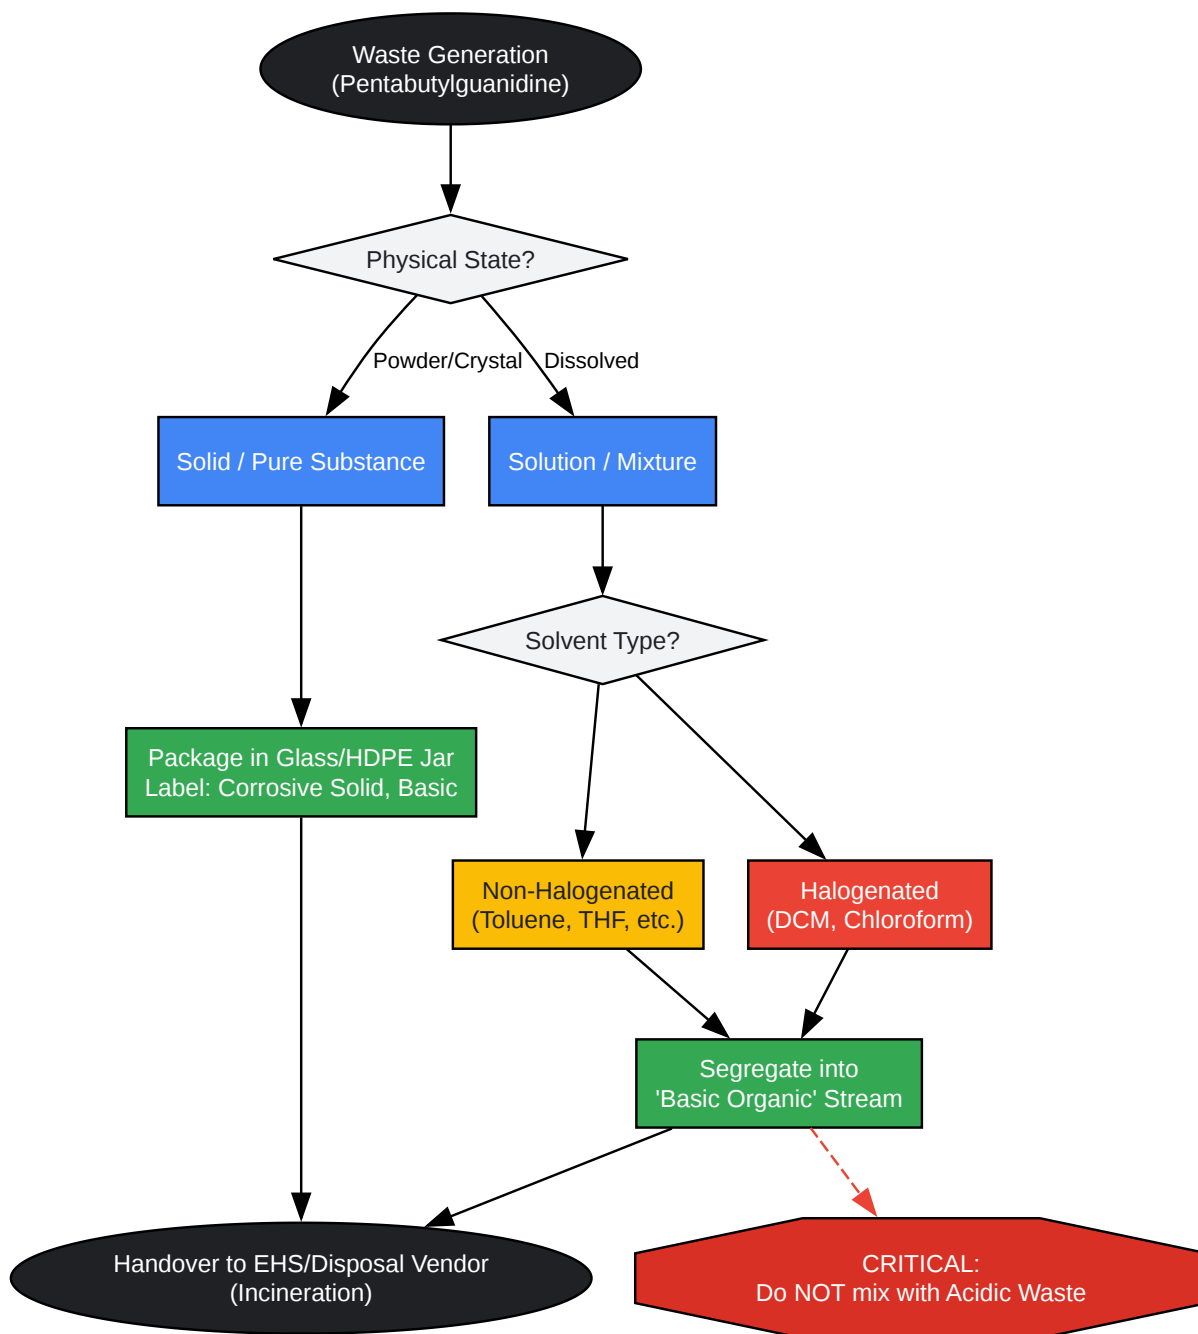 Waste Generation
(Pentabutylguanidine)
Physical State?
Powder/Crystal
Dissolved
Solid / Pure Substance
Solution / Mixture
Solvent Type?
Package in Glass/HDPE Jar
Label: Corrosive Solid, Basic
Non-Halogenated
(Toluene, THF, etc.)
Halogenated
(DCM, Chloroform)
Segregate into
'Basic Organic' Stream
Handover to EHS/Disposal Vendor
(Incineration)
CRITICAL:
Do NOT mix with Acidic Waste